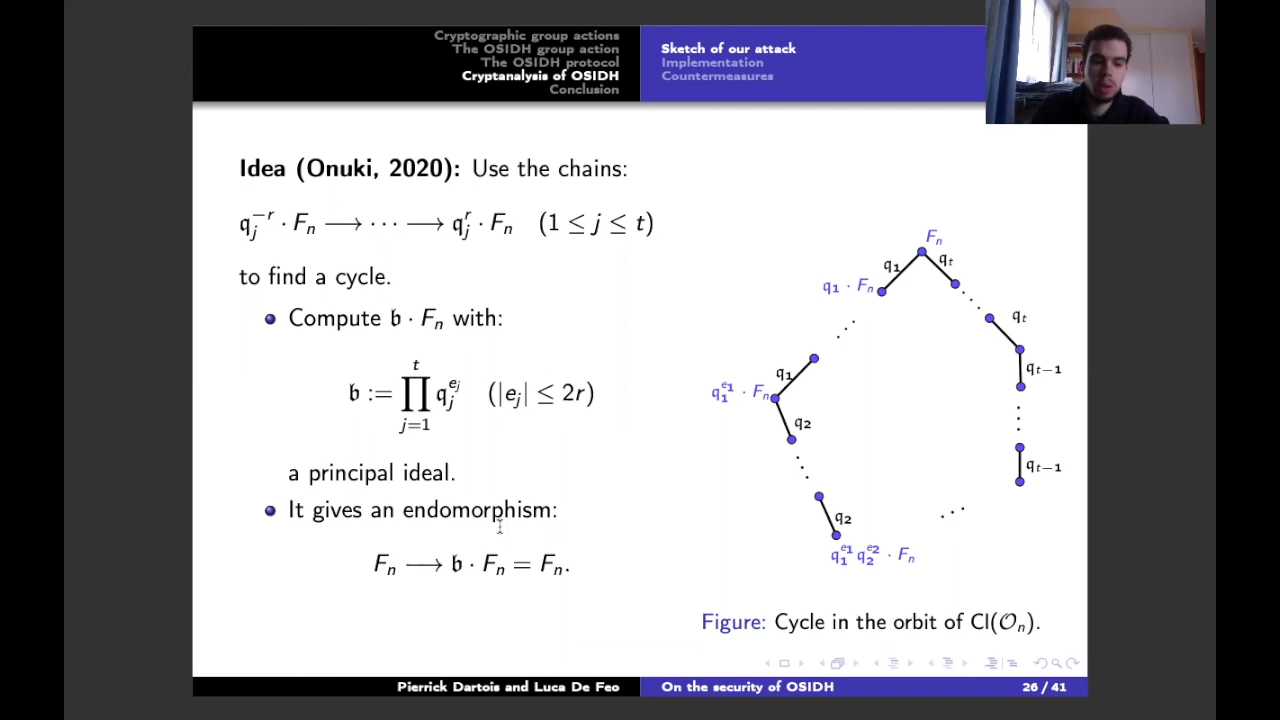 Cryptographic group actions
The OSIDH group action
The OSIDH protocol
Cryptanalysis of OSIDH
Conclusion
Sketch of our attack
Implementation
Countermeasures
Idea (Onuki, 2020): Use the chains:
𝔮_j^{-r} · F_n ⟶ ⋯ ⟶ 𝔮_j^r · F_n (1 ≤ j ≤ t)
to find a cycle.
Compute 𝔟 · F_n with:
𝔟 := ∏_{j=1}^{t} 𝔮_j^{e_j} (|e_j| ≤ 2r)
a principal ideal.
It gives an endomorphism:
F_n ⟶ 𝔟 · F_n = F_n.
F_n
𝔮_1
𝔮_t
𝔮_1 · F_n
𝔮_t
𝔮_{t−1}
𝔮_1
𝔮_1^{e_1} · F_n
𝔮_2
𝔮_{t−1}
𝔮_2
𝔮_1^{e_1} 𝔮_2^{e_2} · F_n
Figure: Cycle in the orbit of Cl(𝒪_n).
Pierrick Dartois and Luca De Feo
On the security of OSIDH
26 / 41